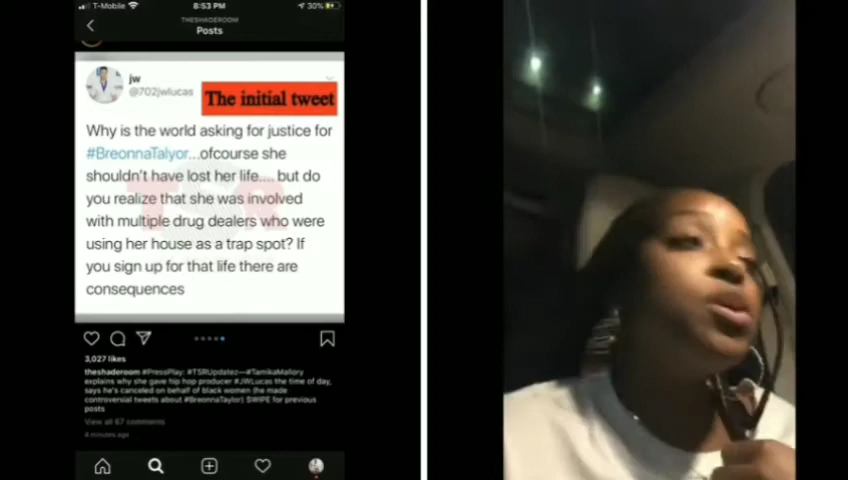 T-Mobile
8:53 PM
30%
THESHADEROOM
Posts
jw
@702jwlucas
The initial tweet
Why is the world asking for justice for
#BreonnaTalyor...ofcourse she
shouldn't have lost her life.... but do
you realize that she was involved
with multiple drug dealers who were
using her house as a trap spot? If
you sign up for that life there are
consequences
TSR
3,027 likes
theshaderoom #PressPlay: #TSRUpdatez—#TamikaMallory
explains why she gave hip hop producer #JWLucas the time of day,
says he's canceled on behalf of black women (he made
controversial tweets about #BreonnaTaylor) SWIPE for previous
posts
View all 67 comments
8 minutes ago